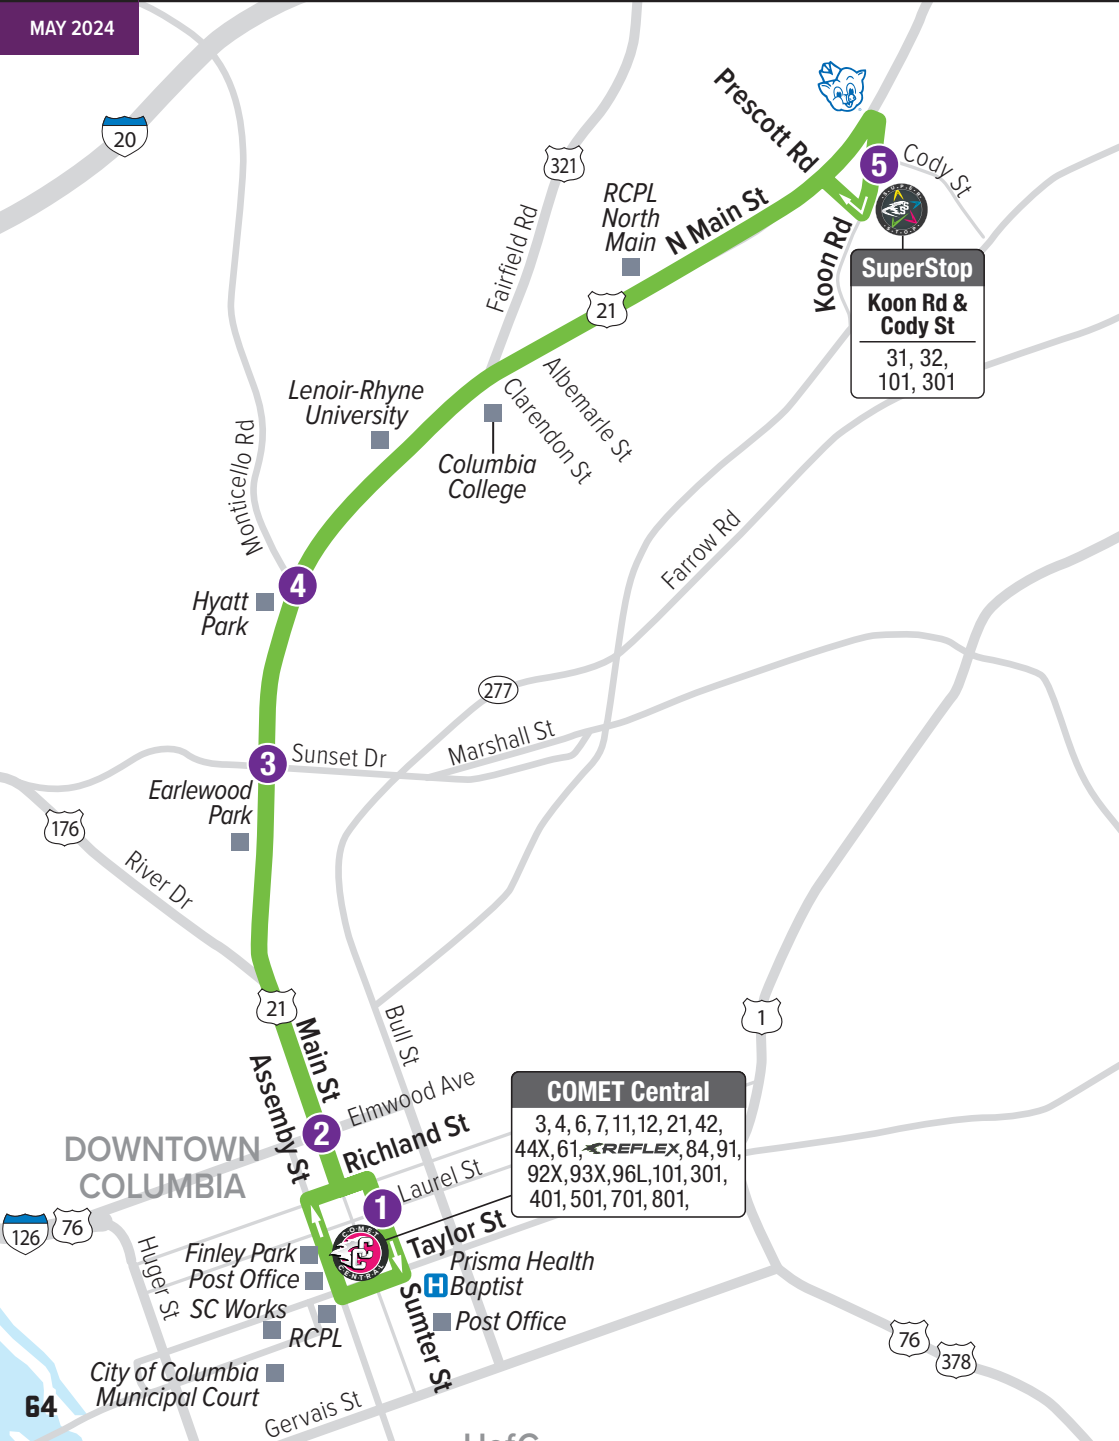 MAY 2024
20
321
Prescott Rd
5
Cody St
RCPL
North
Main
N Main St
Fairfield Rd
Koon Rd
SuperStop
Koon Rd &
Cody St
31, 32,
101, 301
21
Albemarle St
Clarendon St
Lenoir-Rhyne
University
Columbia
College
Monticello Rd
Farrow Rd
4
Hyatt
Park
277
3
Sunset Dr
Marshall St
Earlewood
Park
176
River Dr
21
1
Main St
Bull St
Assembly St
Elmwood Ave
2
Richland St
COMET Central
3, 4, 6, 7, 11, 12, 21, 42,
44X, 61, REFLEX, 84, 91,
92X, 93X, 96L, 101, 301,
401, 501, 701, 801,
DOWNTOWN
COLUMBIA
Laurel St
1
126
76
Taylor St
COMET
CENTRAL
Huger St
Finley Park
Post Office
SC Works
RCPL
Prisma Health
H Baptist
Post Office
Sumter St
76
378
City of Columbia
Municipal Court
64
Gervais St